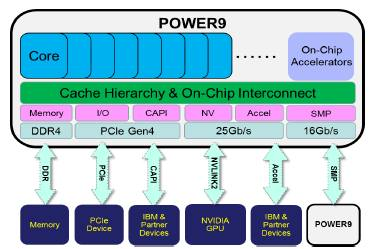 POWER9
Core
On-Chip
Accelerators
Cache Hierarchy & On-Chip Interconnect
Memory I/O CAPI NV Accel SMP
DDR4 PCIe Gen4 25Gb/s 16Gb/s
DDR PCIe CAPI NVLINK2 Accel SMP
Memory
PCIe
Device
IBM &
Partner
Devices
NVIDIA
GPU
IBM &
Partner
Devices
POWER9